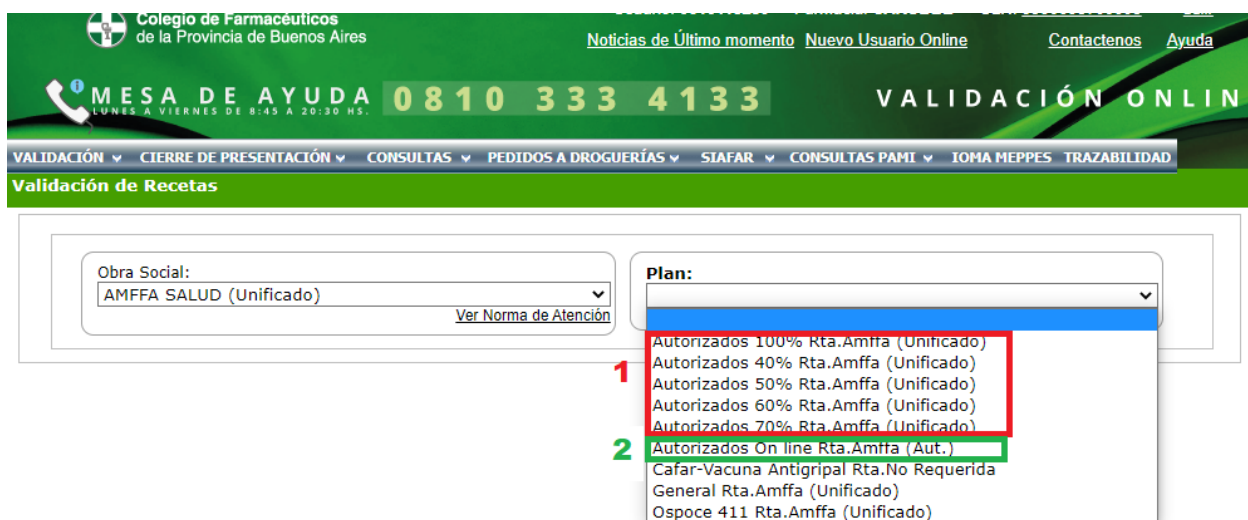 Colegio de Farmacéuticos
de la Provincia de Buenos Aires
Noticias de Último momento Nuevo Usuario Online Contactenos Ayuda
MESA DE AYUDA 0810 333 4133
LUNES A VIERNES DE 8:45 A 20:30 HS.
VALIDACIÓN ONLIN
VALIDACIÓN CIERRE DE PRESENTACIÓN CONSULTAS PEDIDOS A DROGUERÍAS SIAFAR CONSULTAS PAMI IOMA MEPPES TRAZABILIDAD
Validación de Recetas
Obra Social:
AMFFA SALUD (Unificado)
Ver Norma de Atención
Plan:
Autorizados 100% Rta.Amffa (Unificado)
1
Autorizados 40% Rta.Amffa (Unificado)
Autorizados 50% Rta.Amffa (Unificado)
Autorizados 60% Rta.Amffa (Unificado)
Autorizados 70% Rta.Amffa (Unificado)
2
Autorizados On line Rta.Amffa (Aut.)
Cafar-Vacuna Antigripal Rta.No Requerida
General Rta.Amffa (Unificado)
Ospoce 411 Rta.Amffa (Unificado)